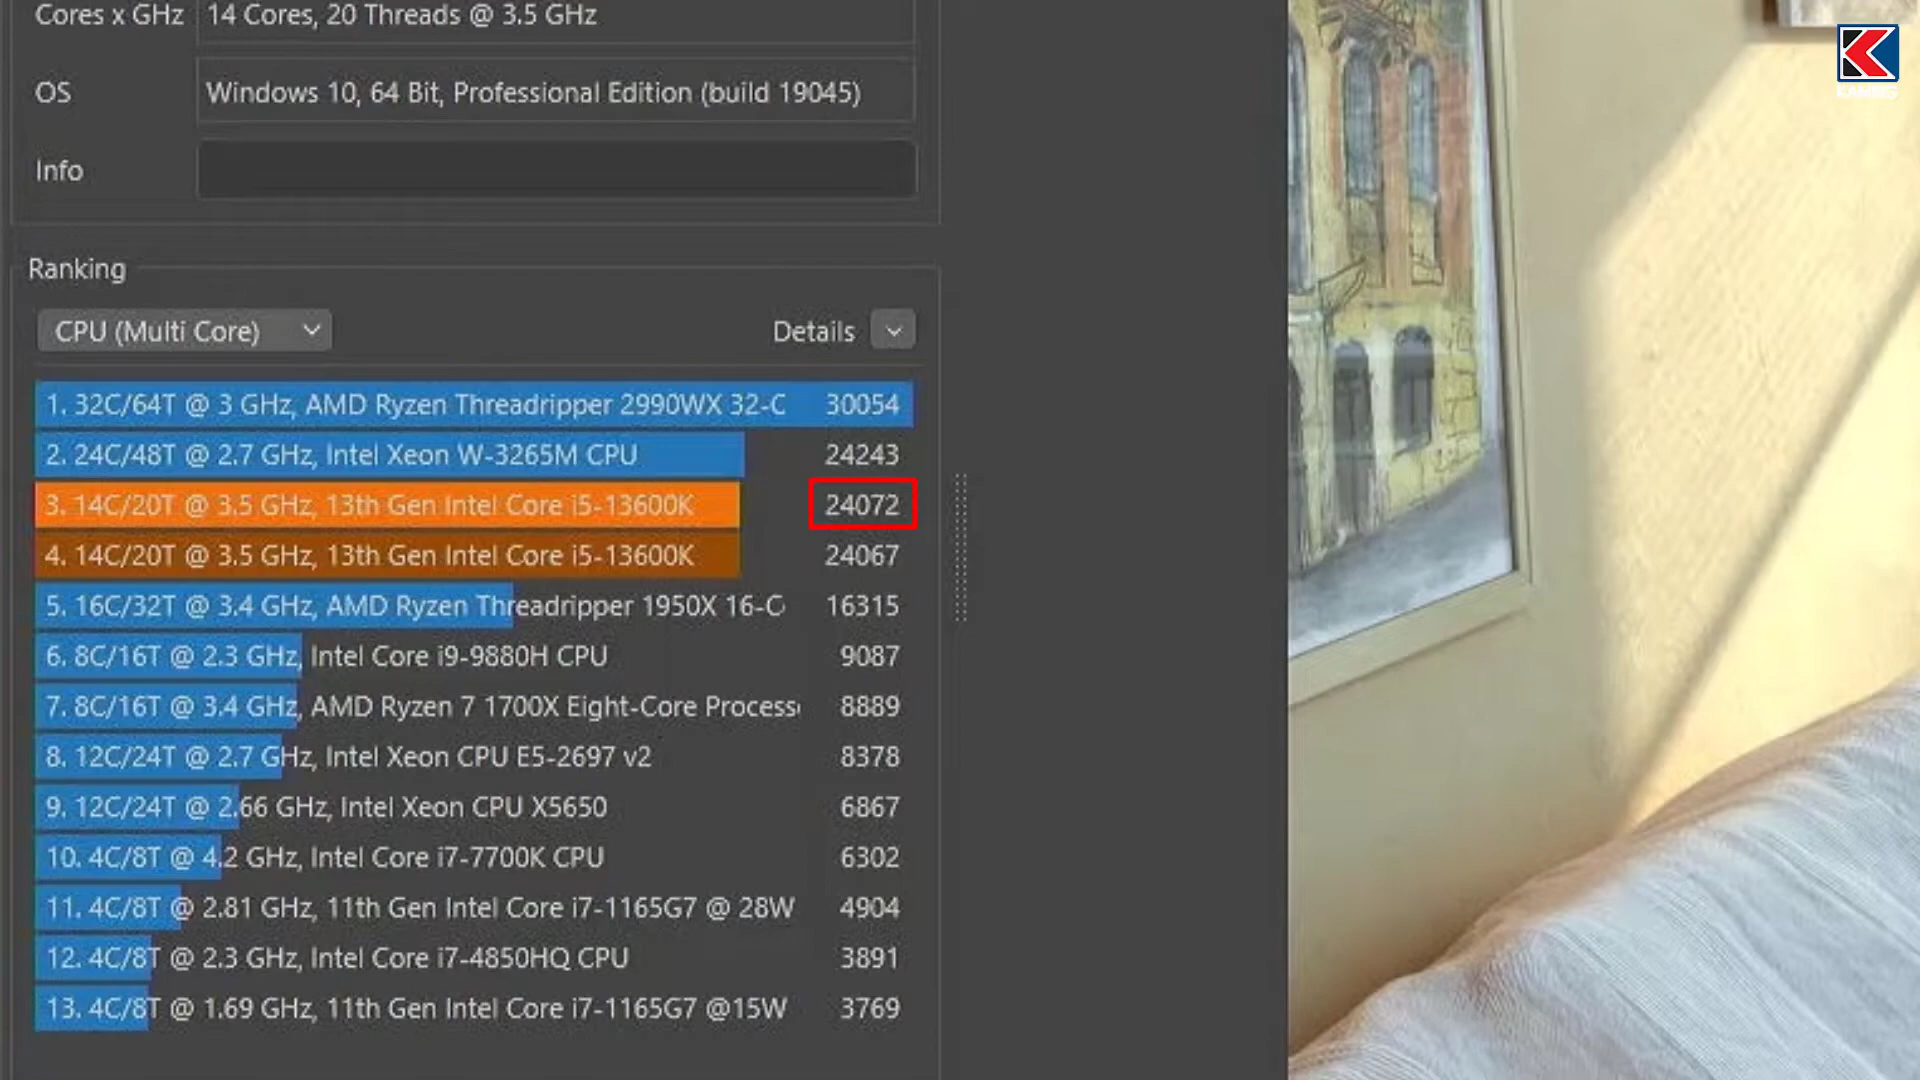 Cores x GHz 14 Cores, 20 Threads @ 3.5 GHz
OS Windows 10, 64 Bit, Professional Edition (build 19045)
Info
Ranking
CPU (Multi Core) Details
1. 32C/64T @ 3 GHz, AMD Ryzen Threadripper 2990WX 32-C 30054
2. 24C/48T @ 2.7 GHz, Intel Xeon W-3265M CPU 24243
3. 14C/20T @ 3.5 GHz, 13th Gen Intel Core i5-13600K 24072
4. 14C/20T @ 3.5 GHz, 13th Gen Intel Core i5-13600K 24067
5. 16C/32T @ 3.4 GHz, AMD Ryzen Threadripper 1950X 16-C 16315
6. 8C/16T @ 2.3 GHz, Intel Core i9-9880H CPU 9087
7. 8C/16T @ 3.4 GHz, AMD Ryzen 7 1700X Eight-Core Process 8889
8. 12C/24T @ 2.7 GHz, Intel Xeon CPU E5-2697 v2 8378
9. 12C/24T @ 2.66 GHz, Intel Xeon CPU X5650 6867
10. 4C/8T @ 4.2 GHz, Intel Core i7-7700K CPU 6302
11. 4C/8T @ 2.81 GHz, 11th Gen Intel Core i7-1165G7 @ 28W 4904
12. 4C/8T @ 2.3 GHz, Intel Core i7-4850HQ CPU 3891
13. 4C/8T @ 1.69 GHz, 11th Gen Intel Core i7-1165G7 @15W 3769